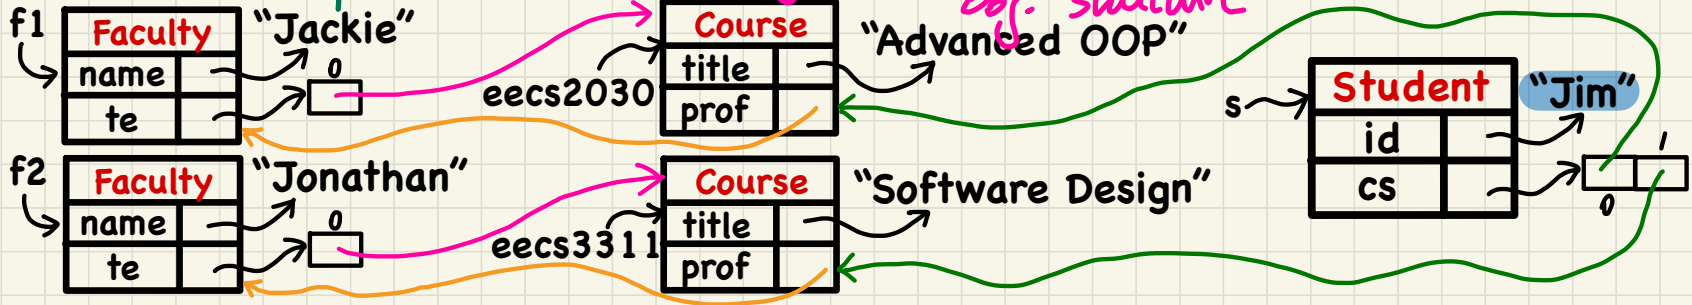 f1
Faculty
name
te
"Jackie"
0
eecs2030
Course
title
prof
"Advanced OOP"
s
Student
id
cs
"Jim"
0
1
f2
Faculty
name
te
"Jonathan"
0
eecs3311
Course
title
prof
"Software Design"